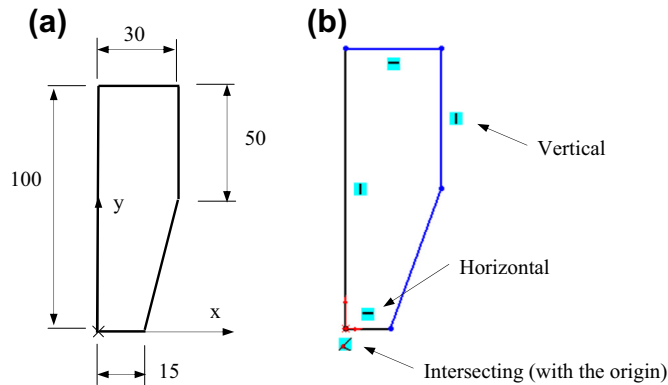 (a)
30
50
100
y
x
15
(b)
Vertical
Horizontal
Intersecting (with the origin)